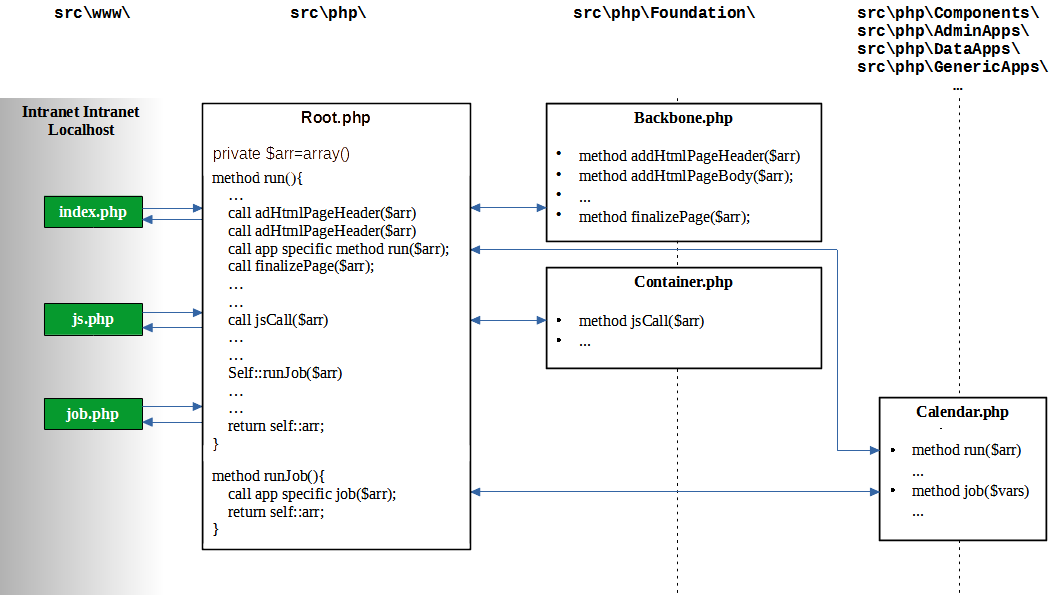 src\www\
src\php\
src\php\Foundation\
src\php\Components\
src\php\AdminApps\
src\php\DataApps\
src\php\GenericApps\
...
Intranet Intranet
Localhost
index.php
js.php
job.php
Root.php
private $arr=array()
method run(){
...
call adHtmlPageHeader($arr)
call adHtmlPageHeader($arr)
call app specific method run($arr);
call finalizePage($arr);
...
...
call jsCall($arr)
...
...
Self::runJob($arr)
...
...
return self::arr;
}
method runJob(){
call app specific job($arr);
return self::arr;
}
Backbone.php
• method addHtmlPageHeader($arr)
• method addHtmlPageBody($arr);
• ...
• method finalizePage($arr);
Container.php
• method jsCall($arr)
• ...
Calendar.php
.
• method run($arr)
...
• method job($vars)
...